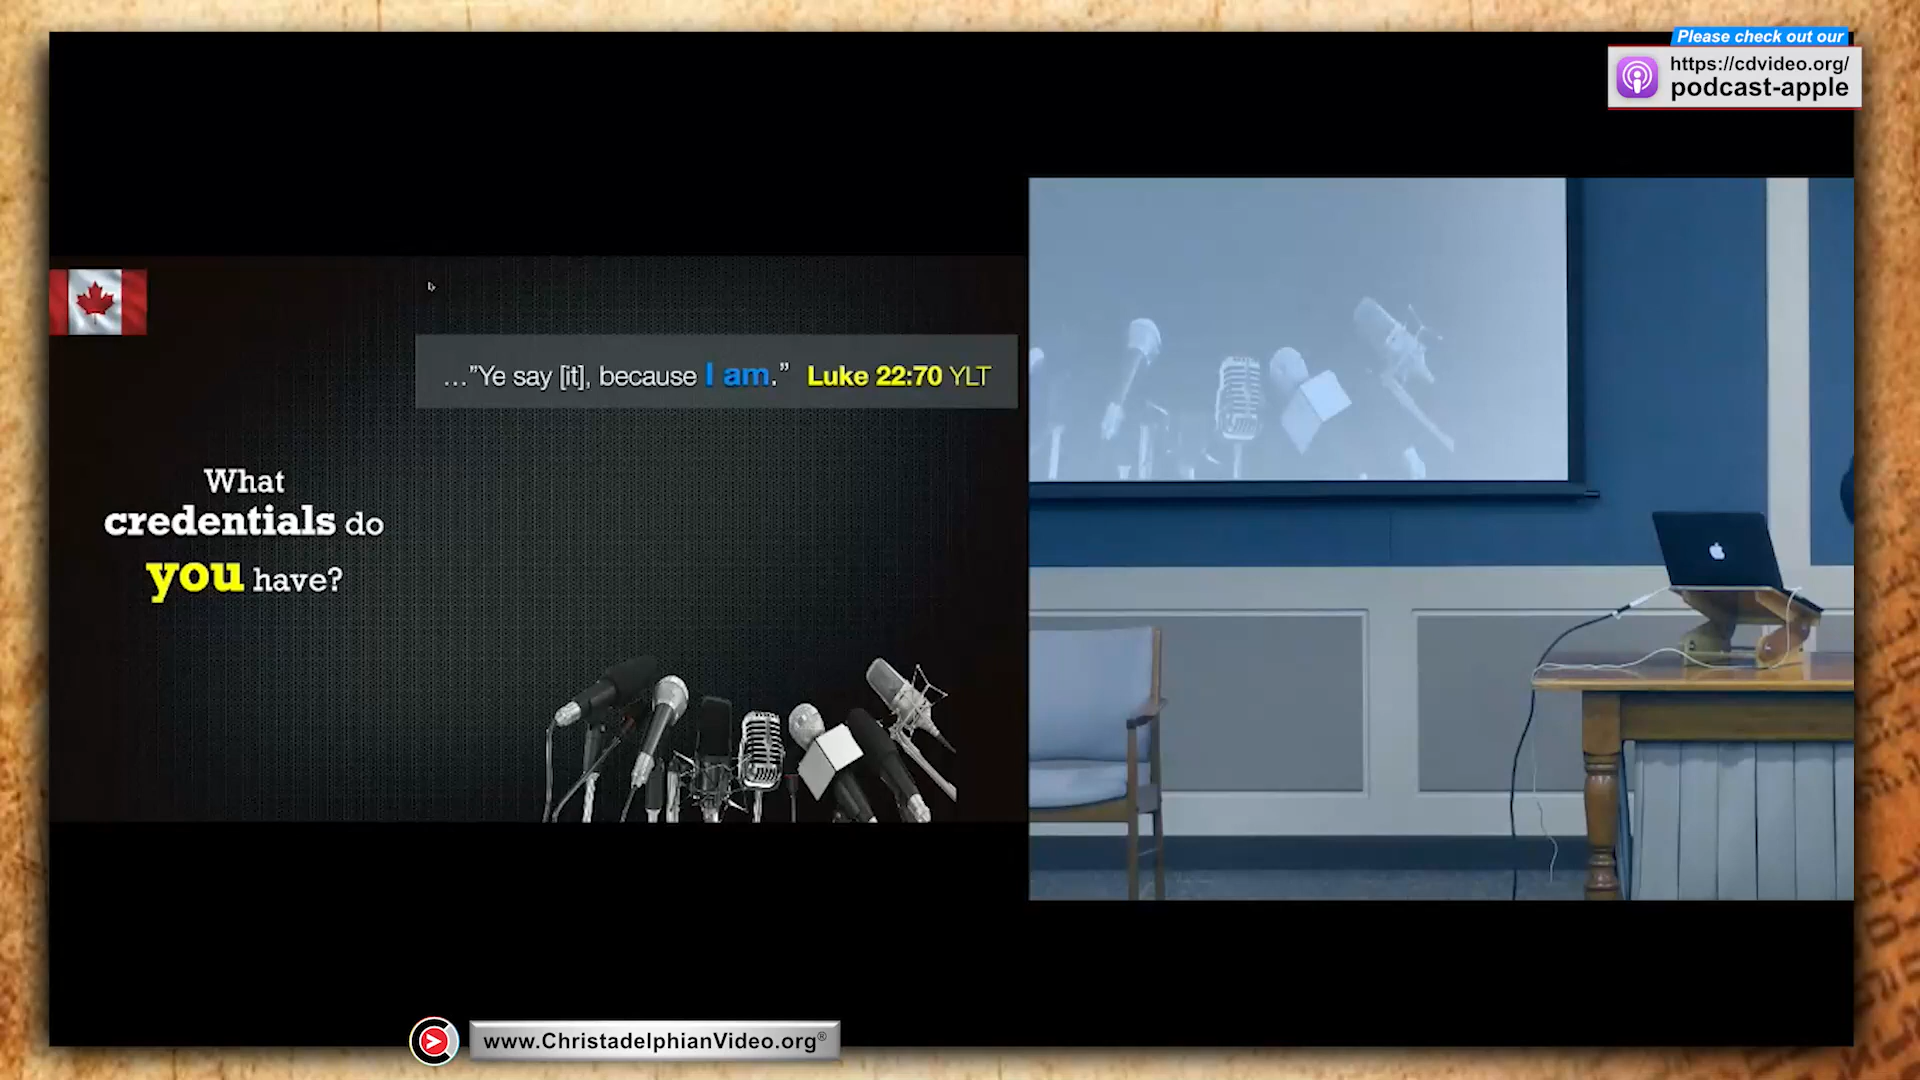 Please check out our
https://cdvideo.org/
podcast-apple
…”Ye say [it], because I am.” Luke 22:70 YLT
What
credentials do
you have?
www.ChristadelphianVideo.org®